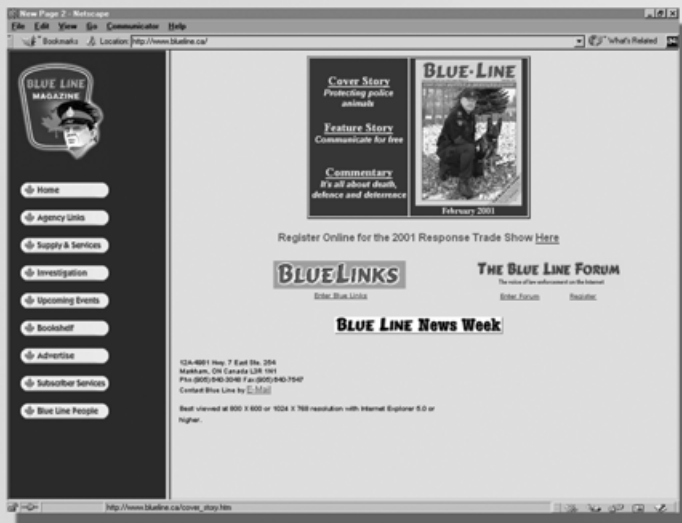 New Page 2 - Netscape
File Edit View Go Communicator Help
Bookmarks Location: http://www.blueline.ca/ What's Related
BLUE LINE
MAGAZINE
Home
Agency Links
Supply & Services
Investigation
Upcoming Events
Bookshelf
Advertise
Subscriber Services
Blue Line People
Cover Story
Protecting police
animals
Feature Story
Communicate for free
Commentary
It's all about death,
defence and deterrence
BLUE-LINE
February 2001
Register Online for the 2001 Response Trade Show Here
BLUELINKS
Enter Blue Links
THE BLUE LINE FORUM
The voice of law enforcement on the Internet
Enter Forum Register
BLUE LINE News Week
12A-4981 Hwy. 7 East Ste. 254
Markham, ON Canada L3R 1N1
Phn (905) 640-3048 Fax (905) 640-7547
Contact Blue Line by E-Mail
Best viewed at 800 X 600 or 1024 X 768 resolution with Internet Explorer 5.0 or
higher.
http://www.blueline.ca/cover_story.htm